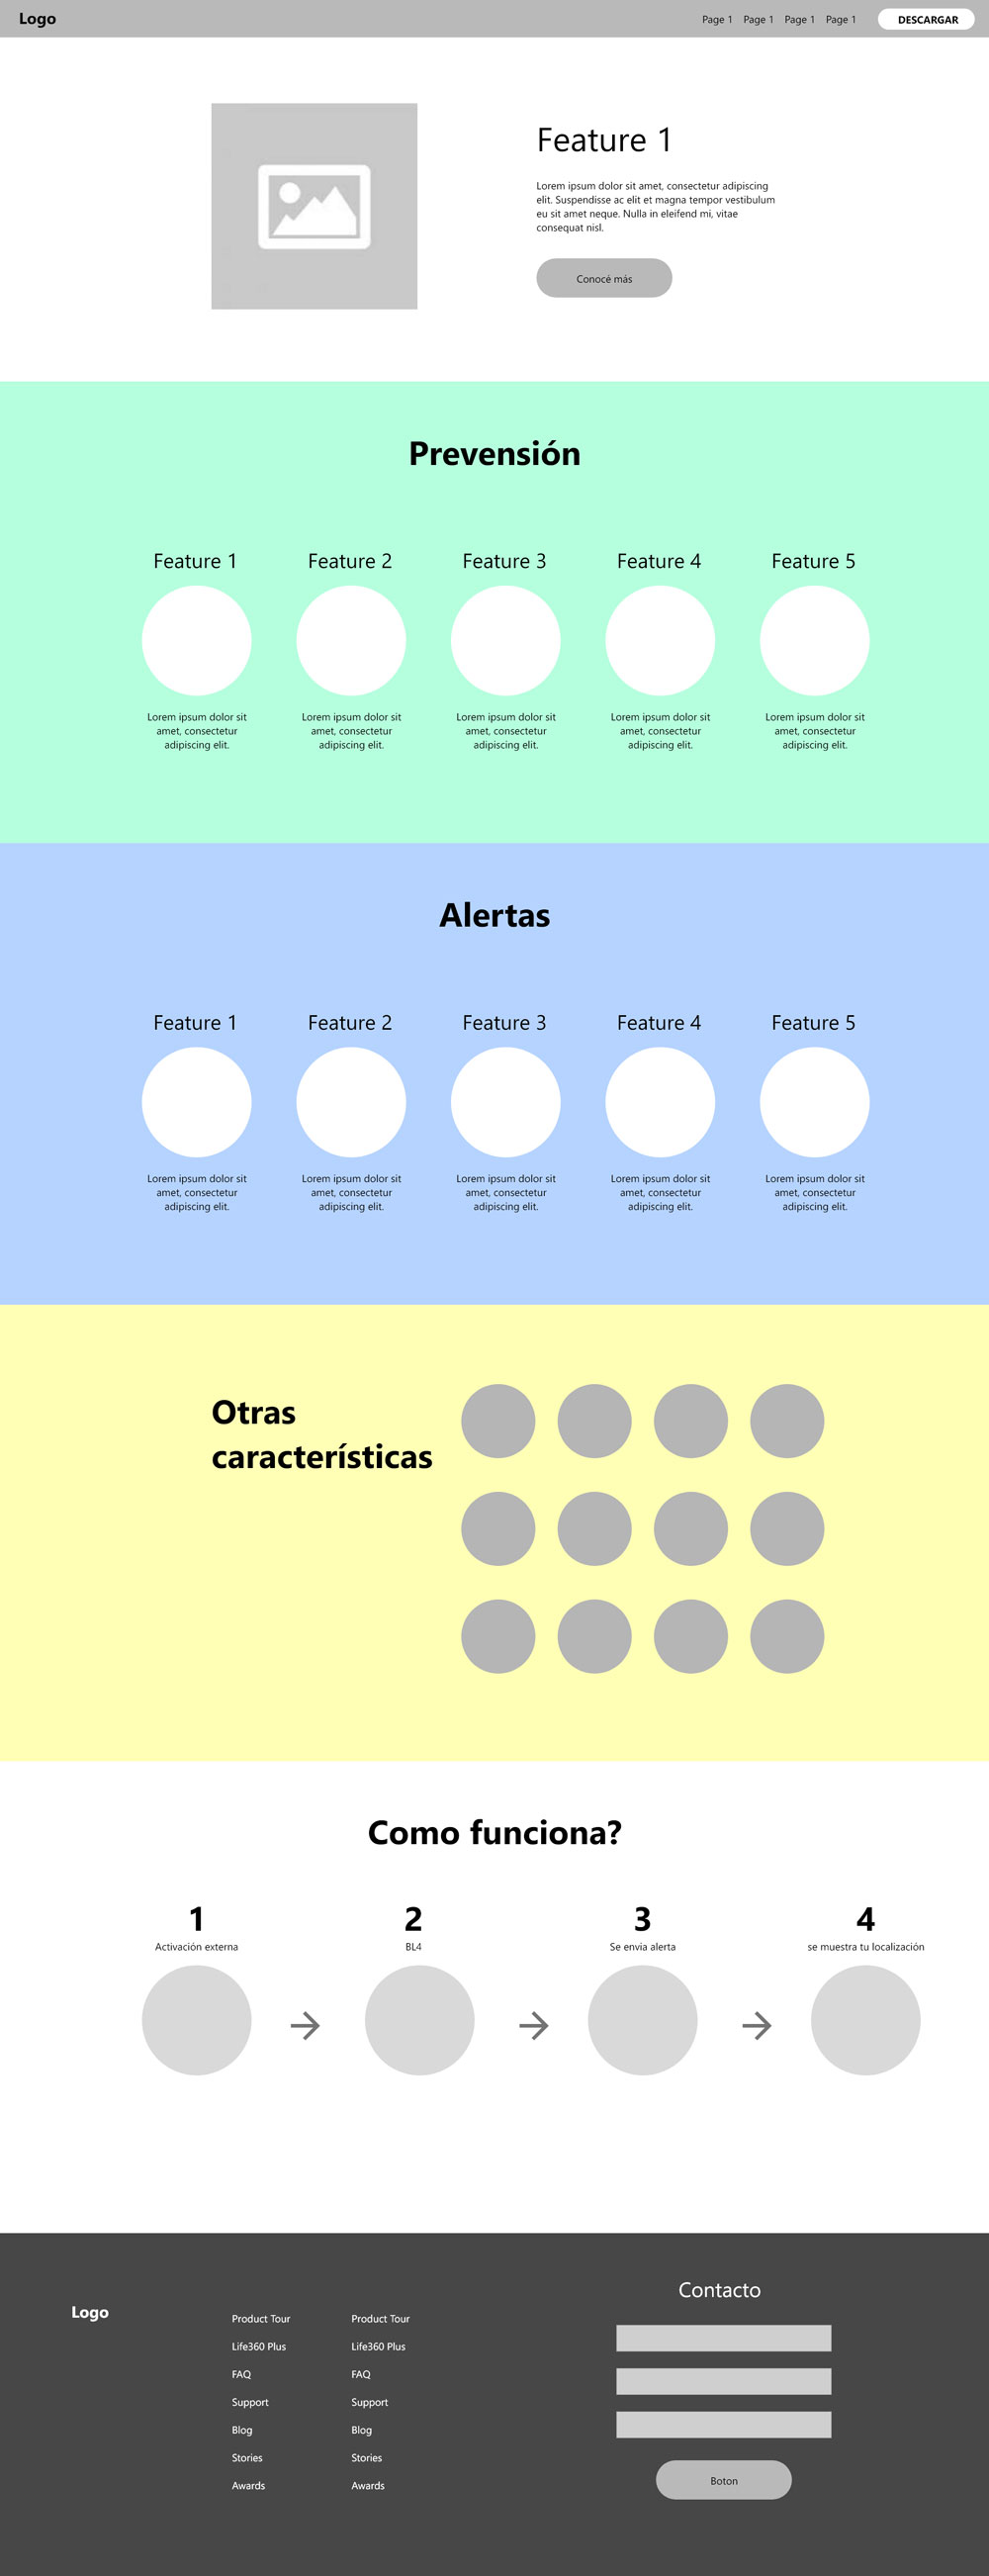 Logo
Page 1 Page 1 Page 1 Page 1 DESCARGAR
Feature 1
Lorem ipsum dolor sit amet, consectetur adipiscing
elit. Suspendisse ac elit et magna tempor vestibulum
eu sit amet neque. Nulla in eleifend mi, vitae
consequat nisl.
Conocé más
Prevensión
Feature 1
Lorem ipsum dolor sit
amet, consectetur
adipiscing elit.
Feature 2
Lorem ipsum dolor sit
amet, consectetur
adipiscing elit.
Feature 3
Lorem ipsum dolor sit
amet, consectetur
adipiscing elit.
Feature 4
Lorem ipsum dolor sit
amet, consectetur
adipiscing elit.
Feature 5
Lorem ipsum dolor sit
amet, consectetur
adipiscing elit.
Alertas
Feature 1
Lorem ipsum dolor sit
amet, consectetur
adipiscing elit.
Feature 2
Lorem ipsum dolor sit
amet, consectetur
adipiscing elit.
Feature 3
Lorem ipsum dolor sit
amet, consectetur
adipiscing elit.
Feature 4
Lorem ipsum dolor sit
amet, consectetur
adipiscing elit.
Feature 5
Lorem ipsum dolor sit
amet, consectetur
adipiscing elit.
Otras
características
Como funciona?
1
Activación externa
2
BL4
3
Se envia alerta
4
se muestra tu localización
Logo
Product Tour
Life360 Plus
FAQ
Support
Blog
Stories
Awards
Product Tour
Life360 Plus
FAQ
Support
Blog
Stories
Awards
Contacto
Boton